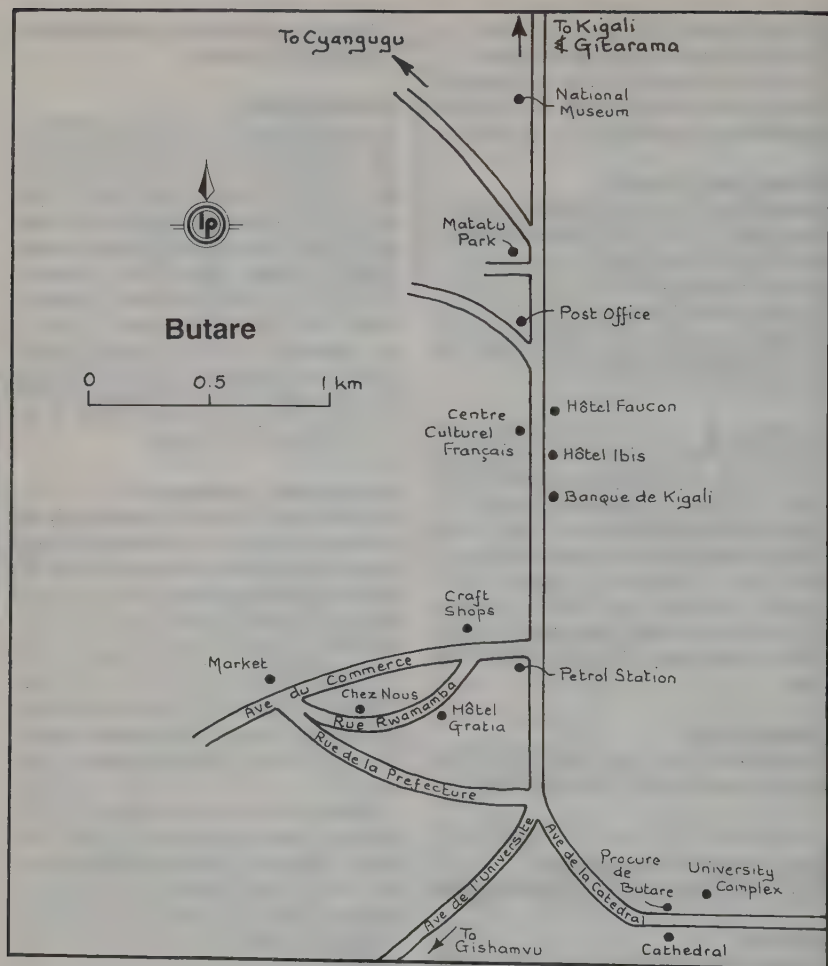 To Cyangugu
To Kigali
& Gitarama
National
Museum
lp
Matatu
Park
Butare
Post Office
0 0.5 1 km
Hôtel Faucon
Centre
Culturel
Français
Hôtel Ibis
Banque de Kigali
Craft
Shops
Market
Ave du Commerce
Petrol Station
Chez Nous
Rue Rwamamba
Hôtel
Gratia
Rue de la Prefecture
Ave de l'Universite
Ave de la Catedral
Procure
de
Butare
University
Complex
To
Gishamvu
Cathedral